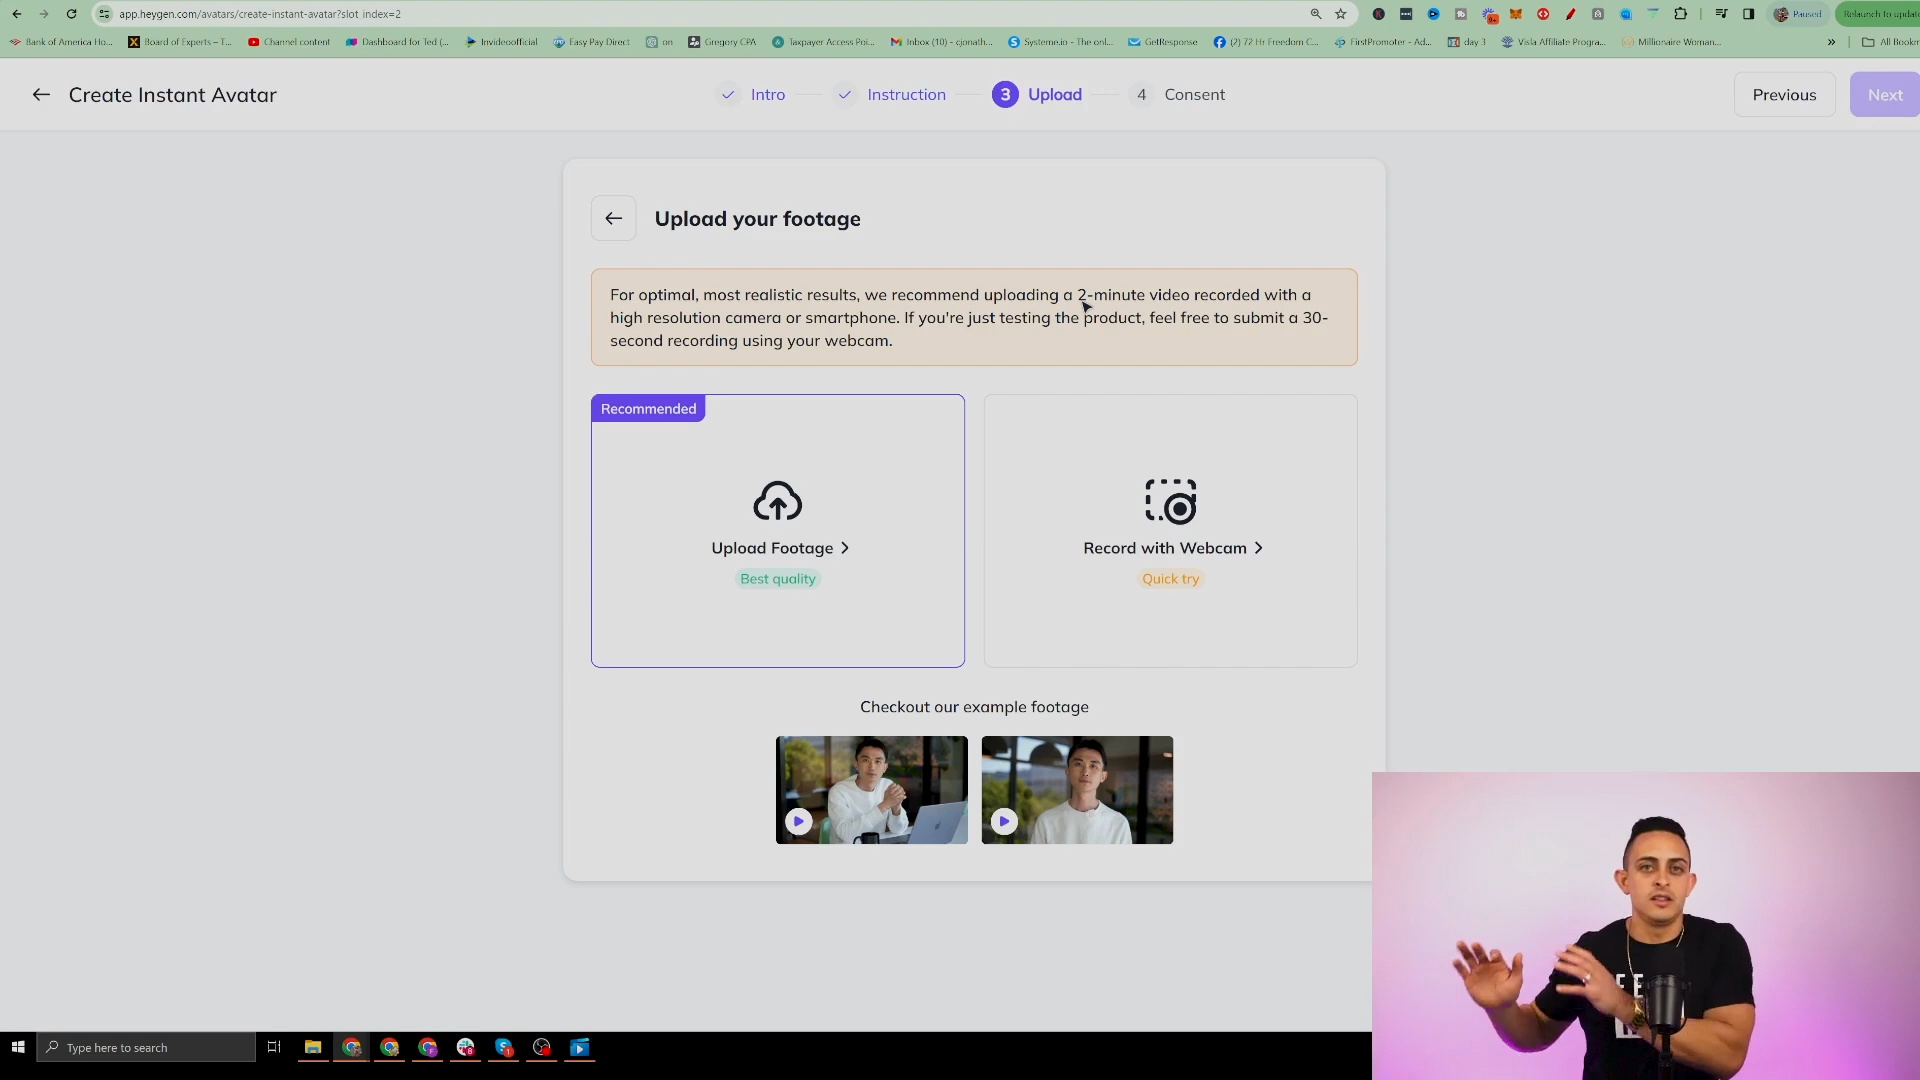 app.heygen.com/avatars/create-instant-avatar?slot_index=2
Paused
Relaunch to update
Bank of America Ho...
Board of Experts – T...
Channel content
Dashboard for Ted (...
Invideoofficial
Easy Pay Direct
on
Gregory CPA
Taxpayer Access Poi...
Inbox (10) - cjonath...
Systeme.io - The onl...
GetResponse
(2) 72 Hr Freedom C...
FirstPromoter - Ad...
day 3
Visla Affiliate Progra...
Millionaire Woman...
All Bookm
Create Instant Avatar
Intro
Instruction
3 Upload
4 Consent
Previous
Next
Upload your footage
For optimal, most realistic results, we recommend uploading a 2-minute video recorded with a
high resolution camera or smartphone. If you're just testing the product, feel free to submit a 30-
second recording using your webcam.
Recommended
Upload Footage
Best quality
Record with Webcam
Quick try
Checkout our example footage
Type here to search